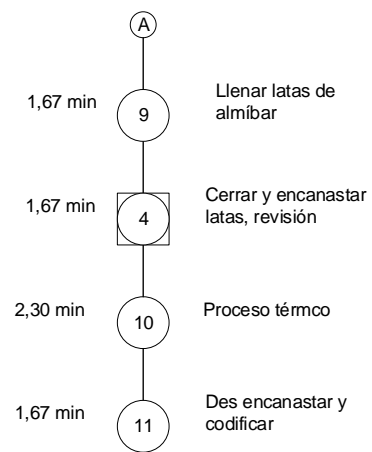 A
1,67 min
9
Llenar latas de
almíbar
1,67 min
4
Cerrar y encanastar
latas, revisión
2,30 min
10
Proceso térmco
1,67 min
11
Des encanastar y
codificar